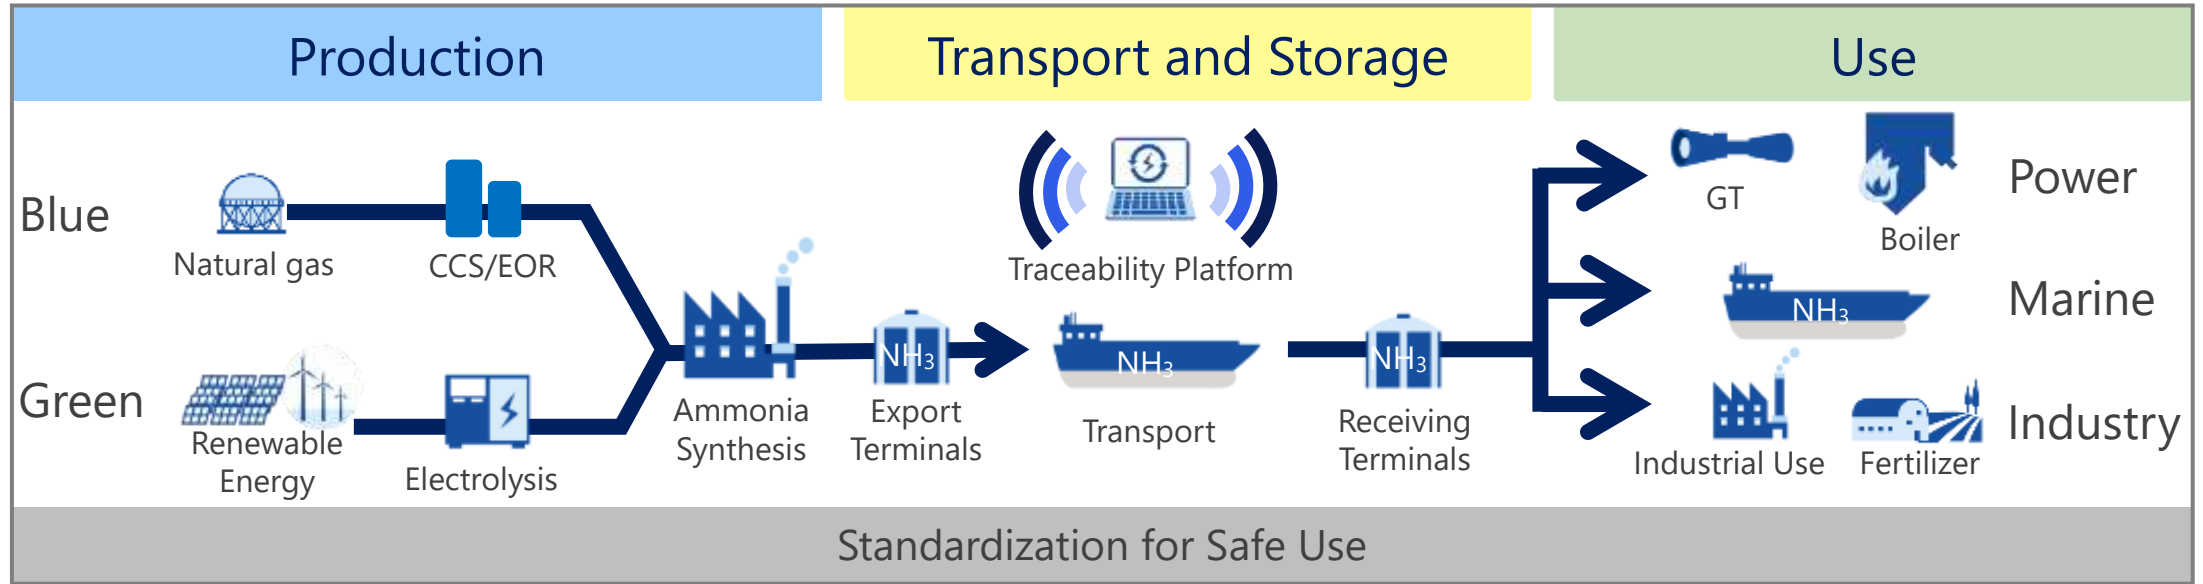 Production
Transport and Storage
Use
Blue
Natural gas
CCS/EOR
Green
Renewable
Energy
Electrolysis
Ammonia
Synthesis
NH₃
Export
Terminals
Traceability Platform
NH₃
Transport
NH₃
Receiving
Terminals
GT
Boiler
Power
NH₃
Marine
Industrial Use
Fertilizer
Industry
Standardization for Safe Use